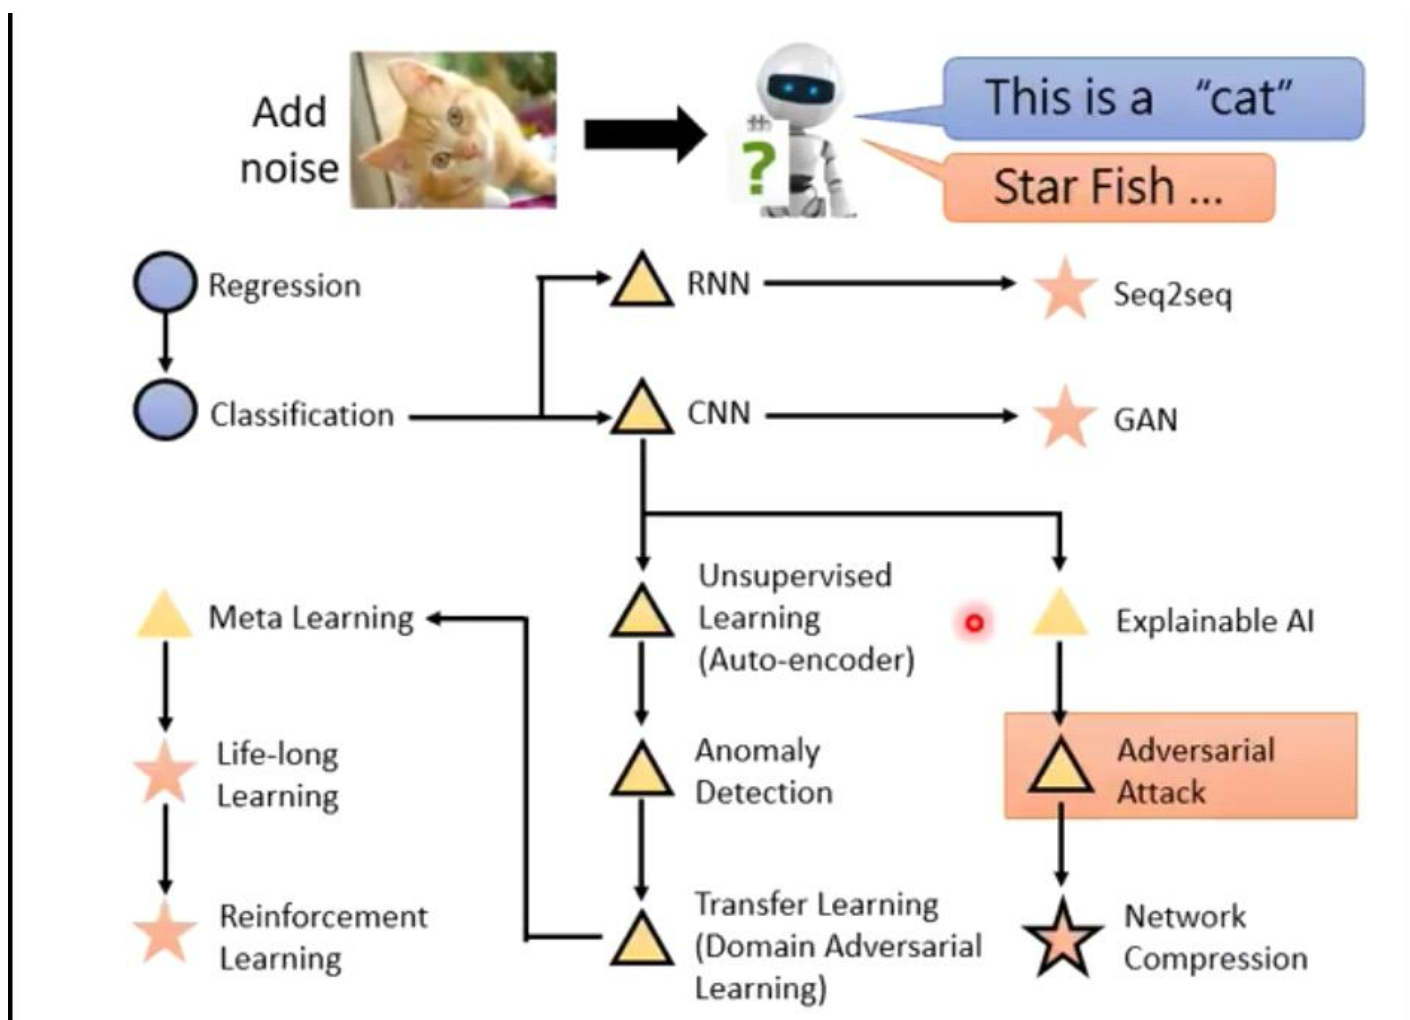 Add
noise
This is a “cat”
Star Fish ...
?
Regression
RNN
Seq2seq
Classification
CNN
GAN
Meta Learning
Unsupervised
Learning
(Auto-encoder)
Explainable AI
Life-long
Learning
Anomaly
Detection
Adversarial
Attack
Reinforcement
Learning
Transfer Learning
(Domain Adversarial
Learning)
Network
Compression